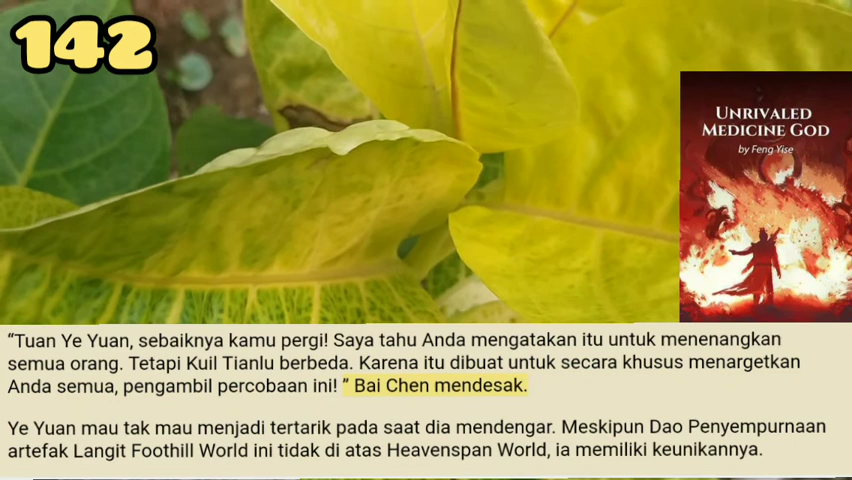 142
UNRIVALED
MEDICINE GOD
by Feng Yise
“Tuan Ye Yuan, sebaiknya kamu pergi! Saya tahu Anda mengatakan itu untuk menenangkan
semua orang. Tetapi Kuil Tianlu berbeda. Karena itu dibuat untuk secara khusus menargetkan
Anda semua, pengambil percobaan ini! ” Bai Chen mendesak.
Ye Yuan mau tak mau menjadi tertarik pada saat dia mendengar. Meskipun Dao Penyempurnaan
artefak Langit Foothill World ini tidak di atas Heavenspan World, ia memiliki keunikannya.